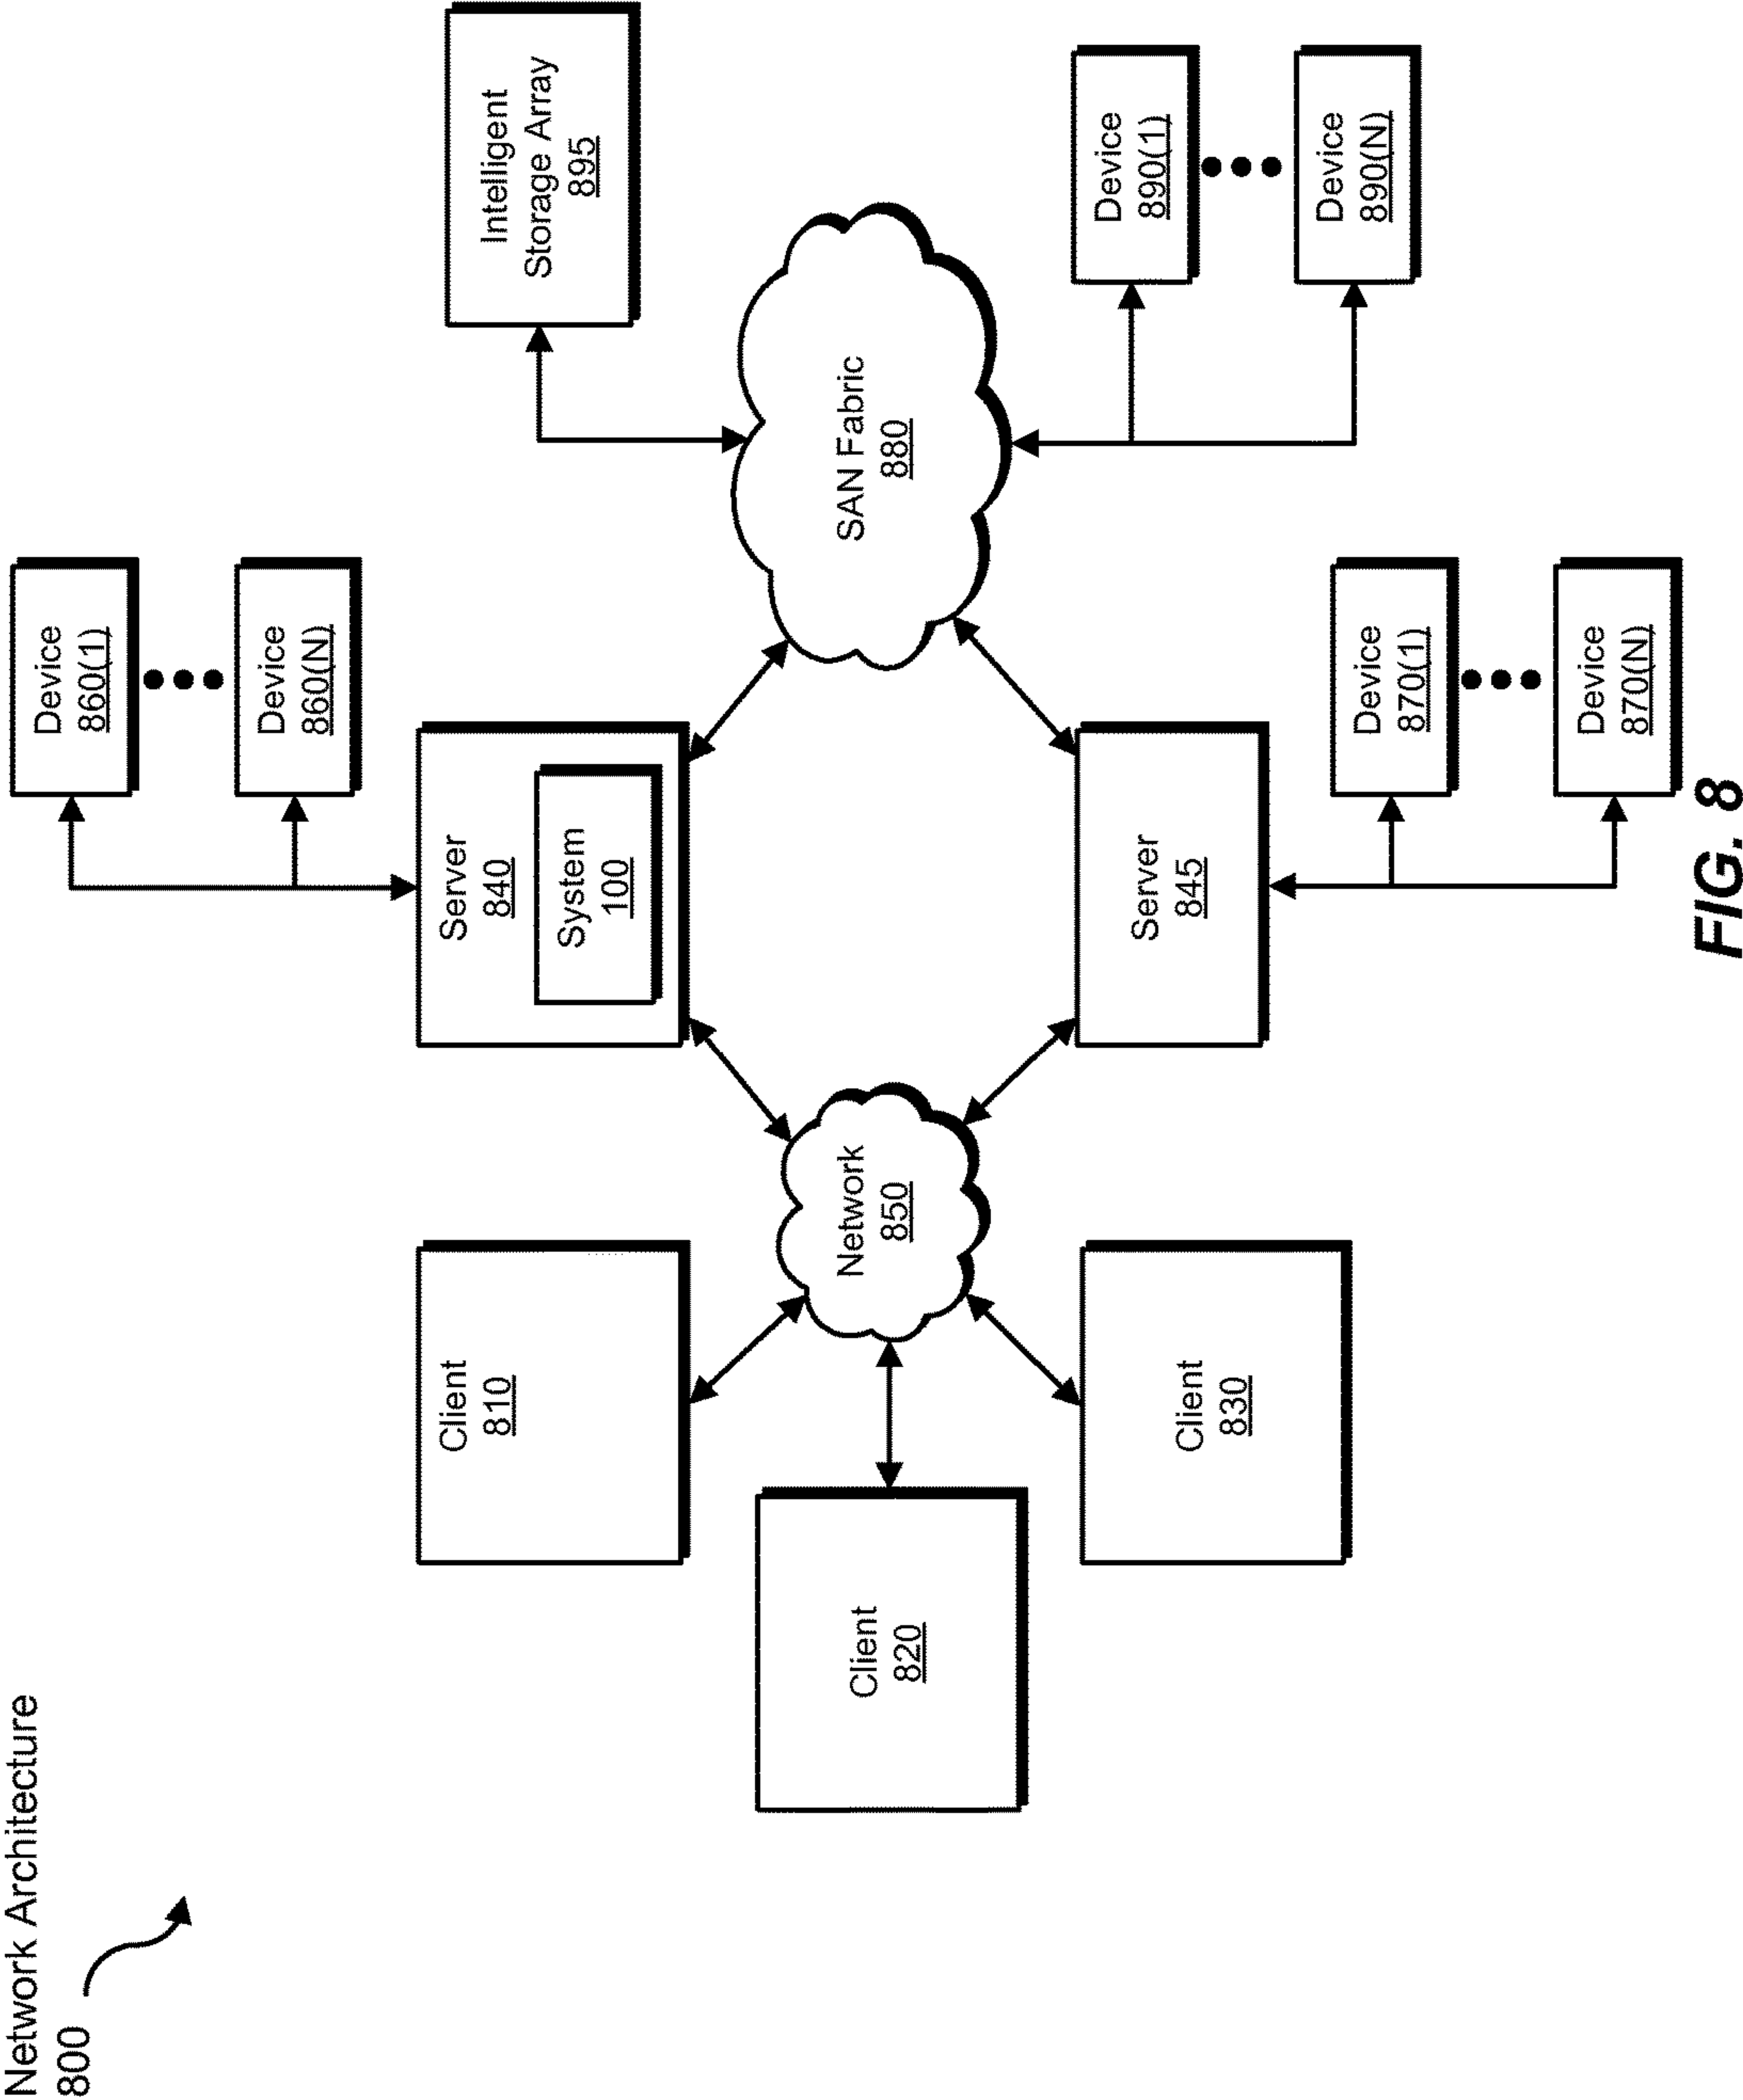 Network Architecture
800
Client
810
Client
820
Client
830
Network
850
Server
840
System
100
Server
845
Device
860(1)
Device
860(N)
Device
870(1)
Device
870(N)
SAN Fabric
880
Intelligent
Storage Array
895
Device
890(1)
Device
890(N)
FIG. 8